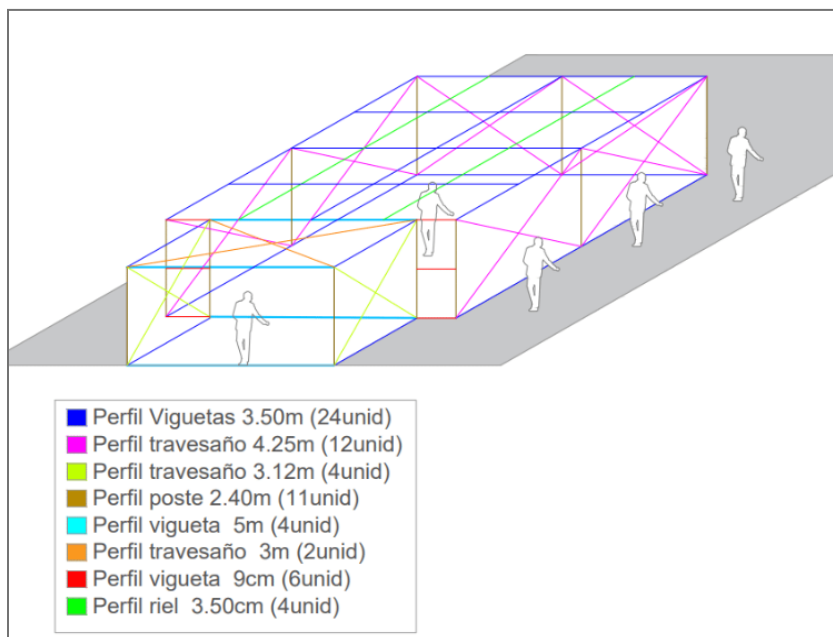 Perfil Viguetas 3.50m (24unid)
Perfil travesaño 4.25m (12unid)
Perfil travesaño 3.12m (4unid)
Perfil poste 2.40m (11unid)
Perfil vigueta 5m (4unid)
Perfil travesaño 3m (2unid)
Perfil vigueta 9cm (6unid)
Perfil riel 3.50cm (4unid)